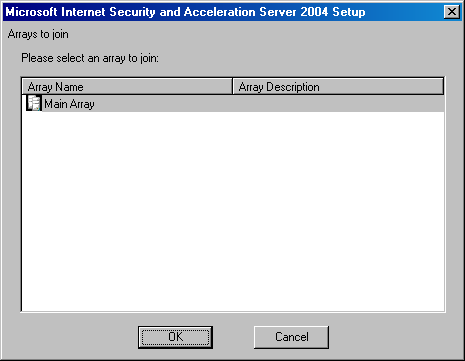 Microsoft Internet Security and Acceleration Server 2004 Setup
Arrays to join
Please select an array to join:
Array Name Array Description
Main Array
OK Cancel